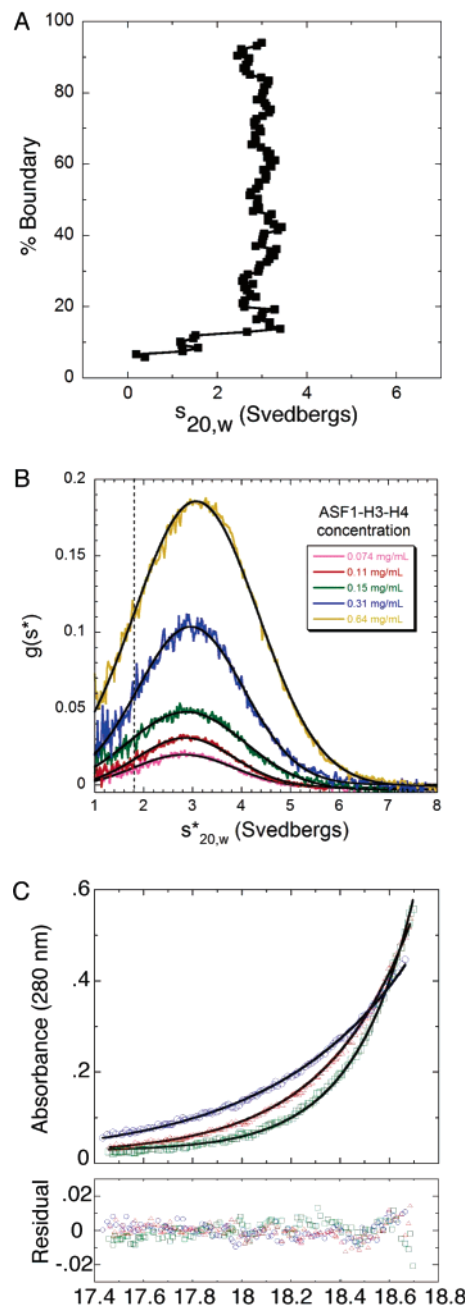 A
100
80
60
40
20
0
% Boundary
0 2 4 6
s20,w (Svedbergs)
B
0.2
0.15
0.1
0.05
0
g(s*)
ASF1-H3-H4
concentration
0.074 mg/mL
0.11 mg/mL
0.15 mg/mL
0.31 mg/mL
0.64 mg/mL
1 2 3 4 5 6 7 8
s*20,w (Svedbergs)
C
.6
.4
.2
0
Absorbance (280 nm)
.02
0
-.02
Residual
17.4 17.6 17.8 18 18.2 18.4 18.6 18.8